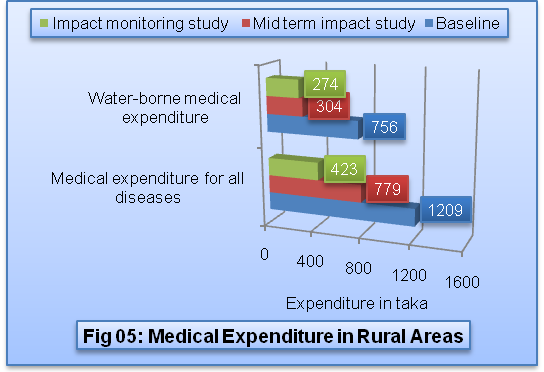 Impact monitoring study Mid term impact study Baseline
Water-borne medical
expenditure
274
304
756
Medical expenditure for all
diseases
423
779
1209
0 400 800 1200 1600
Expenditure in taka
Fig 05: Medical Expenditure in Rural Areas